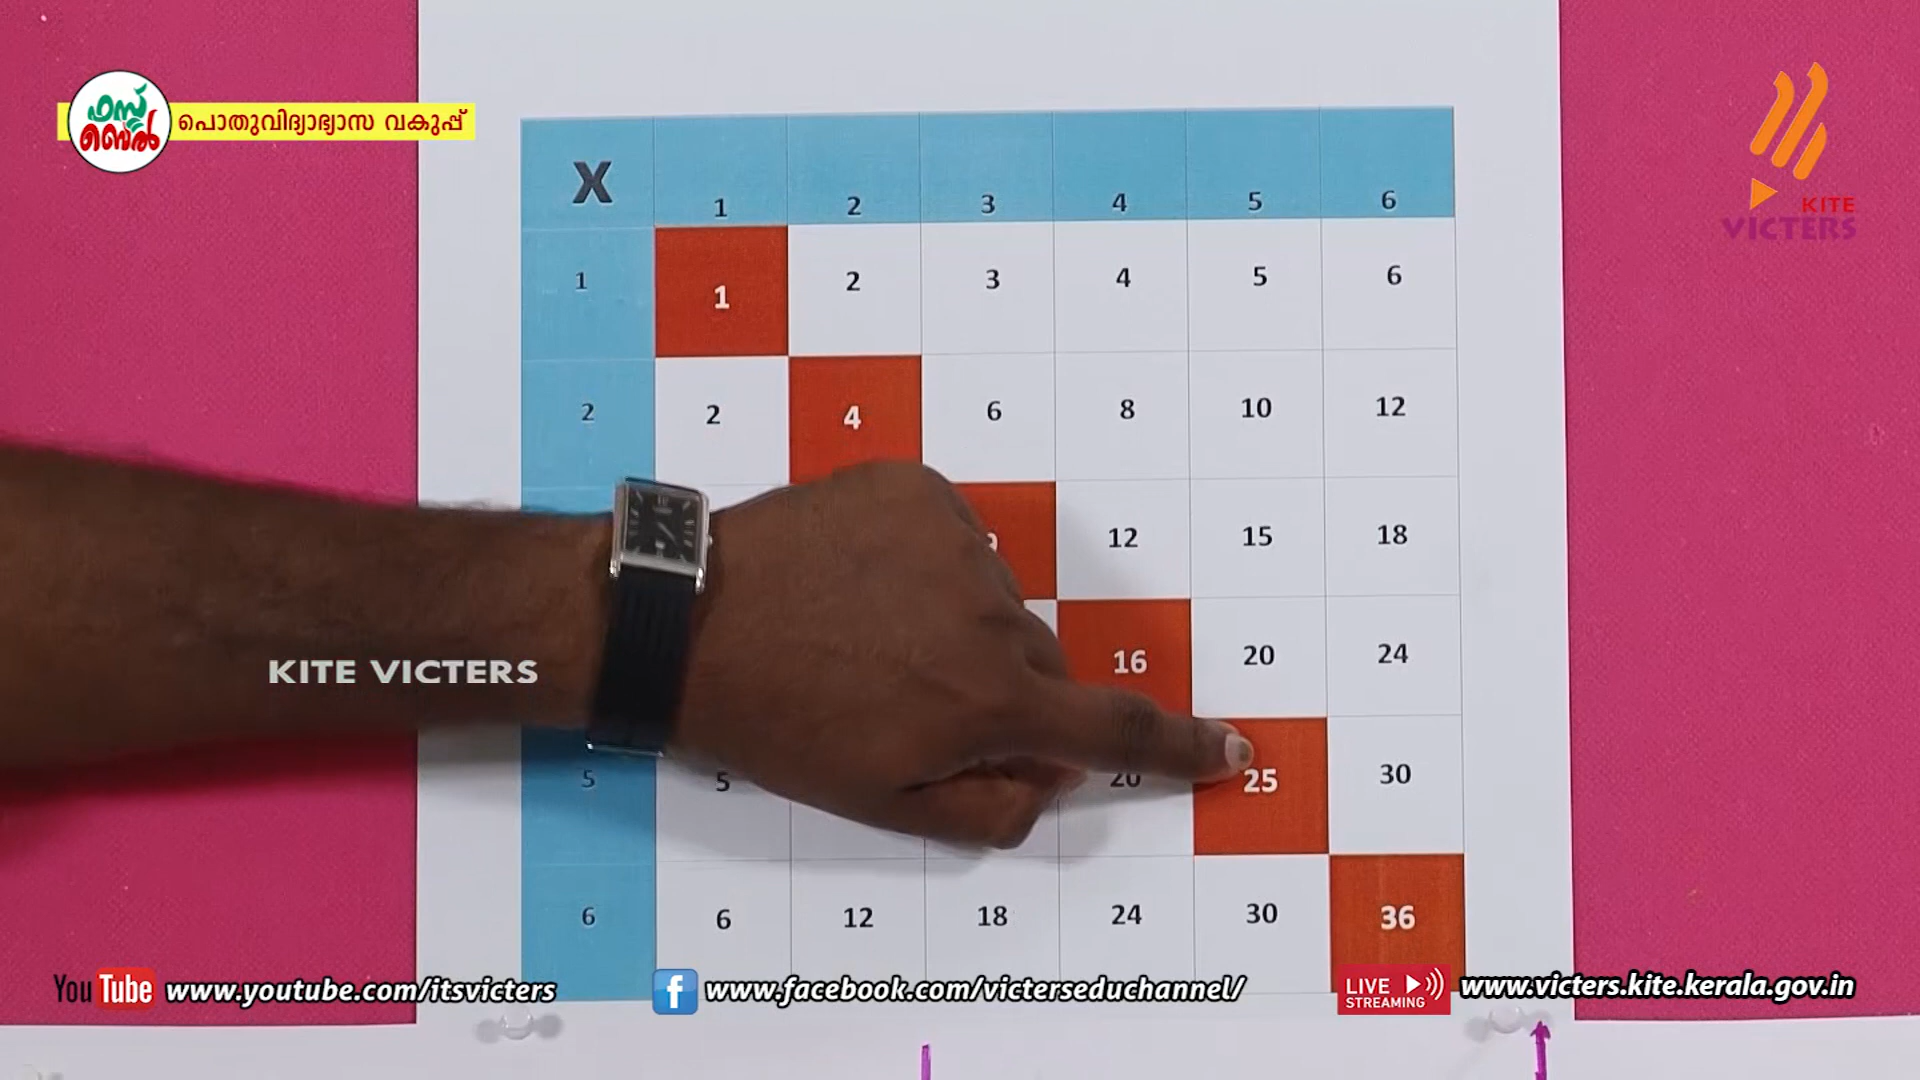 ഫസ്റ്റ്
ബെൽ
പൊതുവിദ്യാഭ്യാസ വകുപ്പ്
KITE
VICTERS
X 1 2 3 4 5 6
1 1 2 3 4 5 6
2 2 4 6 8 10 12
12 15 18
16 20 24
5 5 20 25 30
6 6 12 18 24 30 36
KITE VICTERS
You Tube www.youtube.com/itsvicters
f www.facebook.com/victerseduchannel/
LIVE STREAMING www.victers.kite.kerala.gov.in